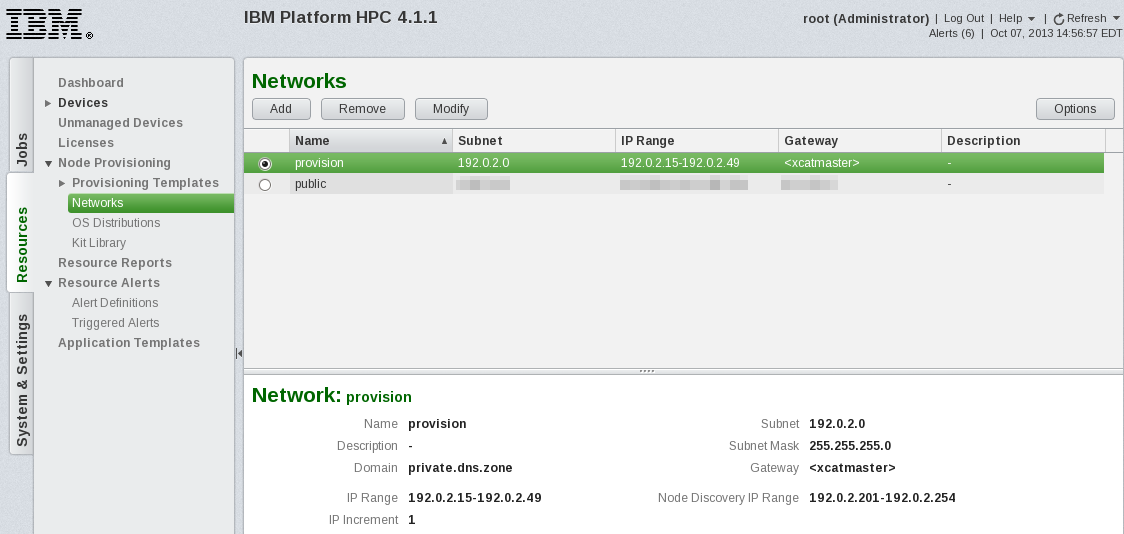 IBM Platform HPC 4.1.1
root (Administrator) | Log Out | Help | Refresh
IBM
Alerts (6) | Oct 07, 2013 14:56:57 EDT
Jobs
Resources
System & Settings
Dashboard
Devices
Unmanaged Devices
Licenses
Node Provisioning
Provisioning Templates
Networks
OS Distributions
Kit Library
Resource Reports
Resource Alerts
Alert Definitions
Triggered Alerts
Application Templates
Networks
Add Remove Modify Options
Name Subnet IP Range Gateway Description
provision 192.0.2.0 192.0.2.15-192.0.2.49 <xcatmaster> -
public -
Network: provision
Name provision Subnet 192.0.2.0
Description - Subnet Mask 255.255.255.0
Domain private.dns.zone Gateway <xcatmaster>
IP Range 192.0.2.15-192.0.2.49 Node Discovery IP Range 192.0.2.201-192.0.2.254
IP Increment 1